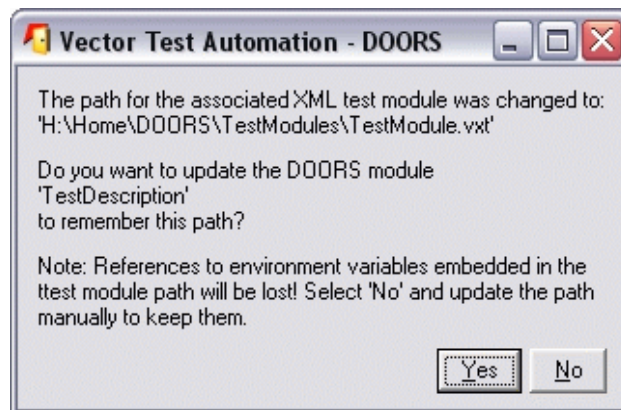 Vector Test Automation - DOORS
The path for the associated XML test module was changed to:
'H:\Home\DOORS\TestModules\TestModule.vxt'
Do you want to update the DOORS module
'TestDescription'
to remember this path?
Note: References to environment variables embedded in the
ttest module path will be lost! Select 'No' and update the path
manually to keep them.
Yes No